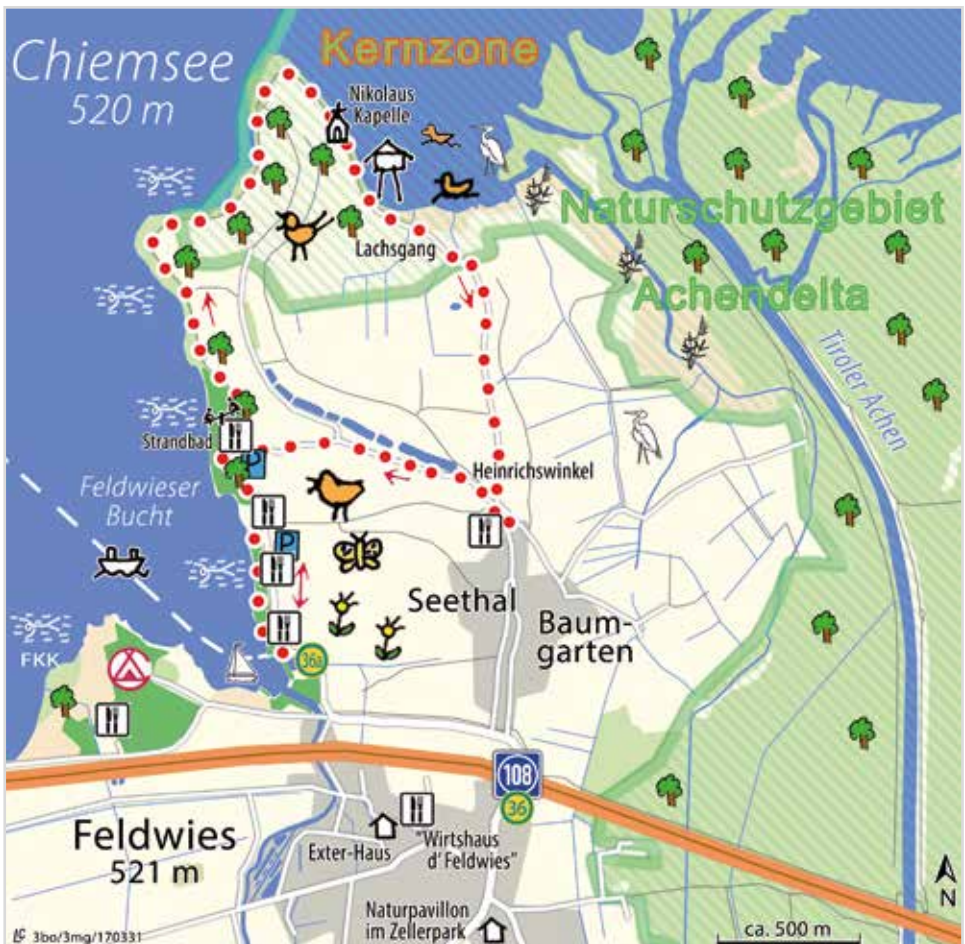 Chiemsee
520 m
Kernzone
Nikolaus
Kapelle
Lachsgang
Naturschutzgebiet
Achendelta
Tiroler Achen
Strandbad
P
Heinrichswinkel
Feldwieser
Bucht
P
Seethal
Baum-
garten
FKK
36a
108
36
Feldwies
521 m
Exter-Haus
"Wirtshaus
d' Feldwies"
Naturpavillon
im Zellerpark
N
ca. 500 m
3bo/3mg/170331